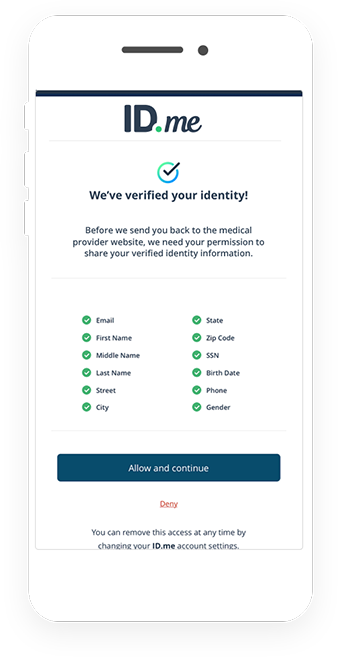 ID.me
We’ve verified your identity!
Before we send you back to the medical
provider website, we need your permission to
share your verified identity information.
Email
First Name
Middle Name
Last Name
Street
City
State
Zip Code
SSN
Birth Date
Phone
Gender
Allow and continue
Deny
You can remove this access at any time by
changing your ID.me account settings.